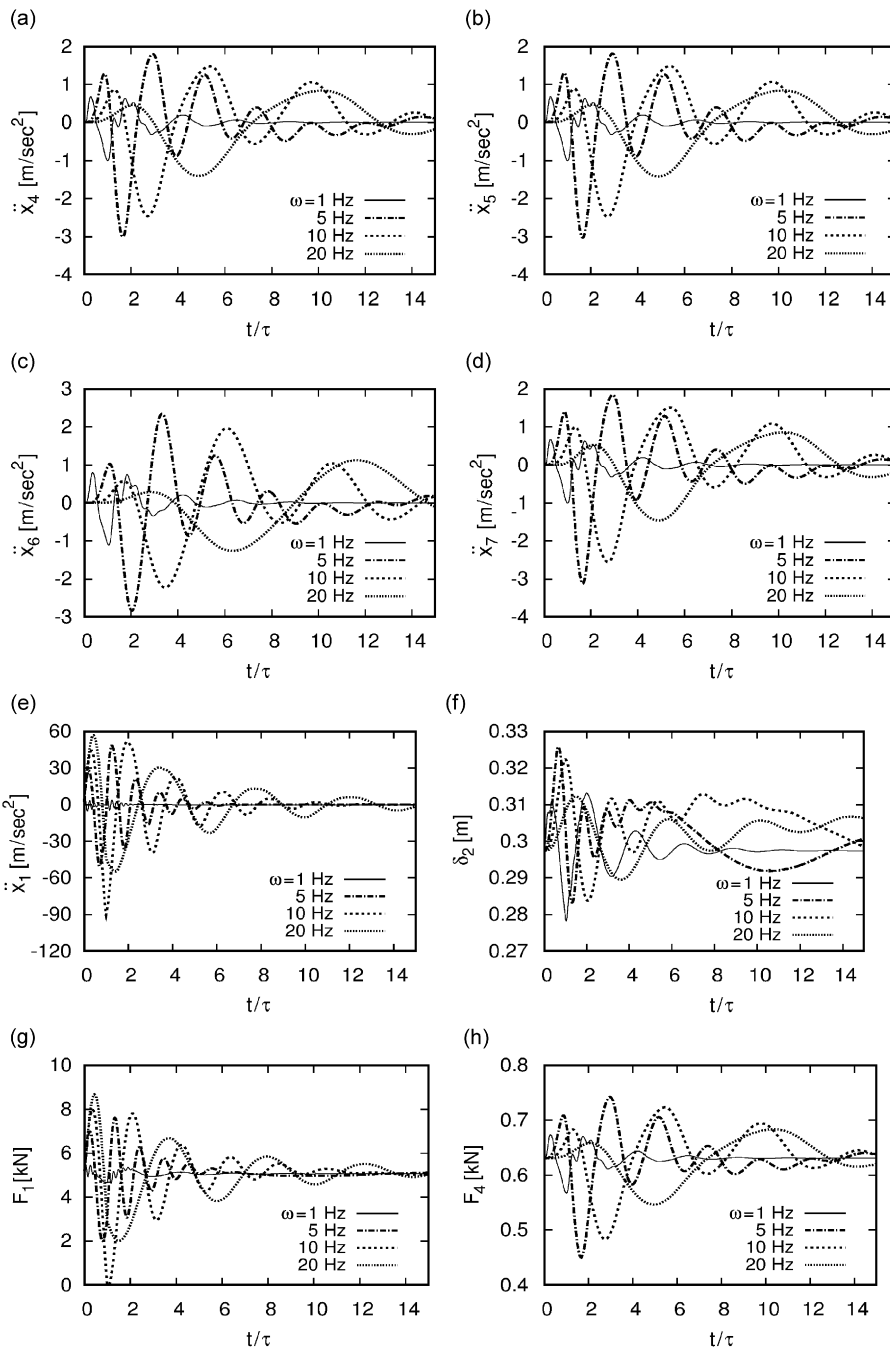 (a)
2
1
0
-1
-2
-3
-4
ẍ4 [m/sec2]
ω=1 Hz
5 Hz
10 Hz
20 Hz
0 2 4 6 8 10 12 14
t/τ
(b)
2
1
0
-1
-2
-3
-4
ẍ5 [m/sec2]
ω=1 Hz
5 Hz
10 Hz
20 Hz
0 2 4 6 8 10 12 14
t/τ
(c)
3
2
1
0
-1
-2
-3
ẍ6 [m/sec2]
ω=1 Hz
5 Hz
10 Hz
20 Hz
0 2 4 6 8 10 12 14
t/τ
(d)
2
1
0
-1
-2
-3
-4
ẍ7 [m/sec2]
ω=1 Hz
5 Hz
10 Hz
20 Hz
0 2 4 6 8 10 12 14
t/τ
(e)
60
30
0
-30
-60
-90
-120
ẍ1 [m/sec2]
ω=1 Hz
5 Hz
10 Hz
20 Hz
0 2 4 6 8 10 12 14
t/τ
(f)
0.33
0.32
0.31
0.3
0.29
0.28
0.27
δ2 [m]
ω=1 Hz
5 Hz
10 Hz
20 Hz
0 2 4 6 8 10 12 14
t/τ
(g)
10
8
6
4
2
0
F1 [kN]
ω=1 Hz
5 Hz
10 Hz
20 Hz
0 2 4 6 8 10 12 14
t/τ
(h)
0.8
0.7
0.6
0.5
0.4
F4 [kN]
ω=1 Hz
5 Hz
10 Hz
20 Hz
0 2 4 6 8 10 12 14
t/τ